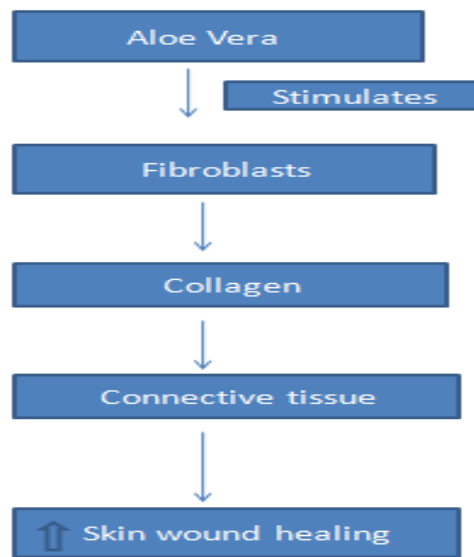 Aloe Vera
Stimulates
Fibroblasts
Collagen
Connective tissue
Skin wound healing